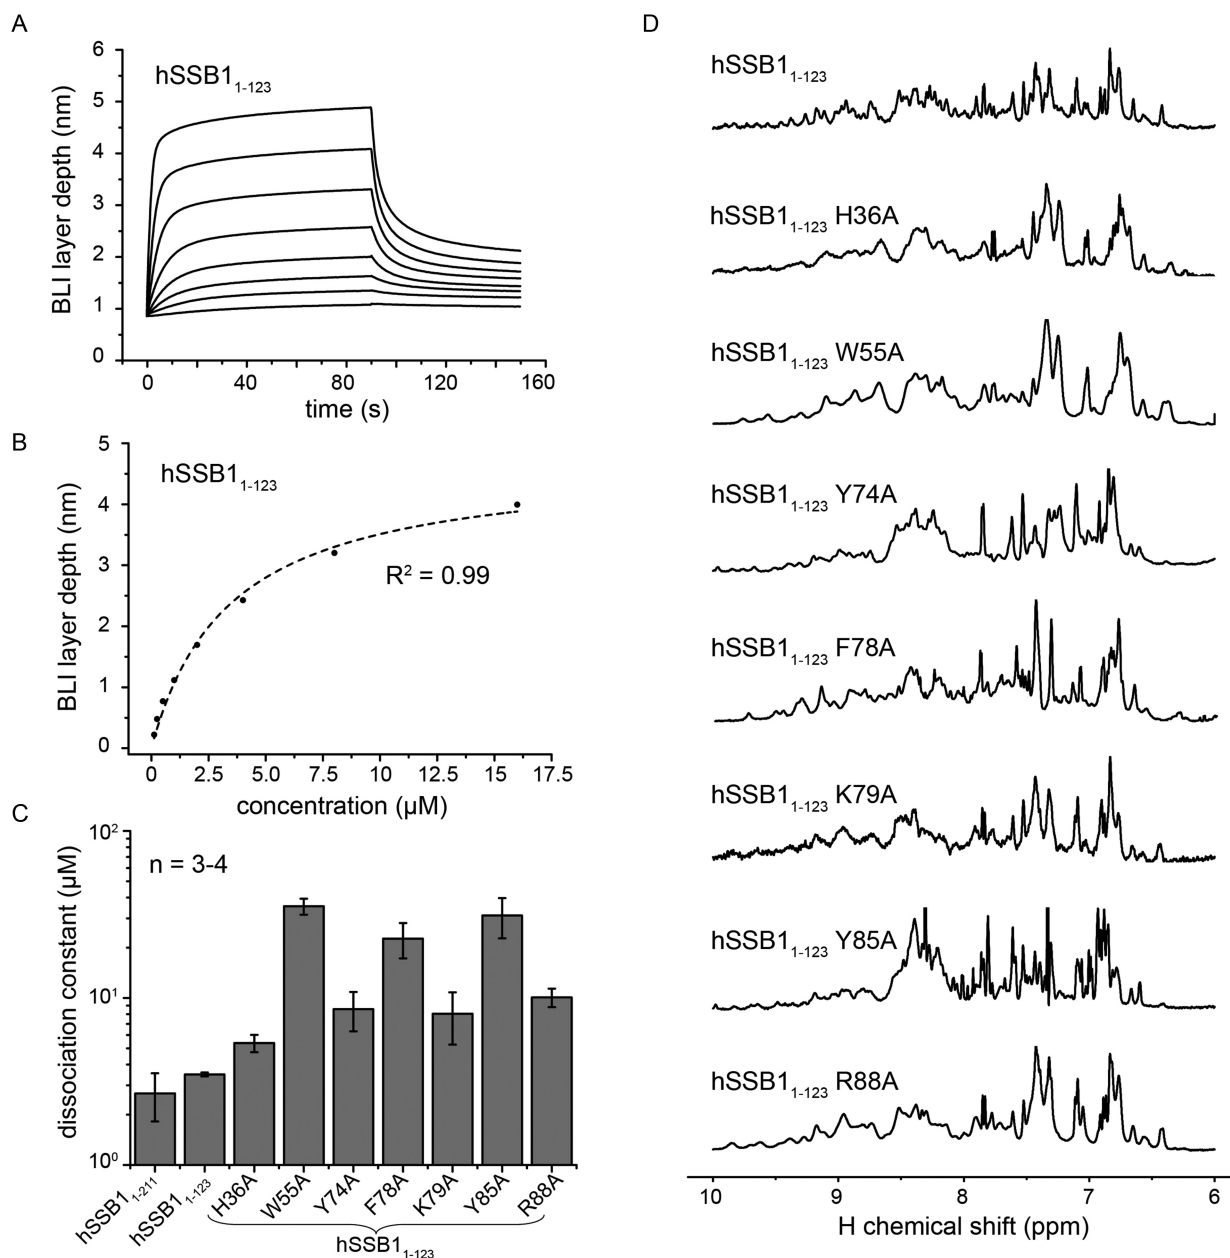 A
hSSB1₁₋₁₂₃
BLI layer depth (nm)
6
5
4
3
2
1
0
0 40 80 120 160
time (s)
B
hSSB1₁₋₁₂₃
R² = 0.99
BLI layer depth (nm)
5
4
3
2
1
0
0 2.5 5.0 7.5 10 12.5 15 17.5
concentration (µM)
C
n = 3-4
dissociation constant (µM)
10²
10¹
10⁰
hSSB1₁₋₂₁₁ hSSB1₁₋₁₂₃ H36A W55A Y74A F78A K79A Y85A R88A
hSSB1₁₋₁₂₃
D
hSSB1₁₋₁₂₃
hSSB1₁₋₁₂₃ H36A
hSSB1₁₋₁₂₃ W55A
hSSB1₁₋₁₂₃ Y74A
hSSB1₁₋₁₂₃ F78A
hSSB1₁₋₁₂₃ K79A
hSSB1₁₋₁₂₃ Y85A
hSSB1₁₋₁₂₃ R88A
10 9 8 7 6
H chemical shift (ppm)